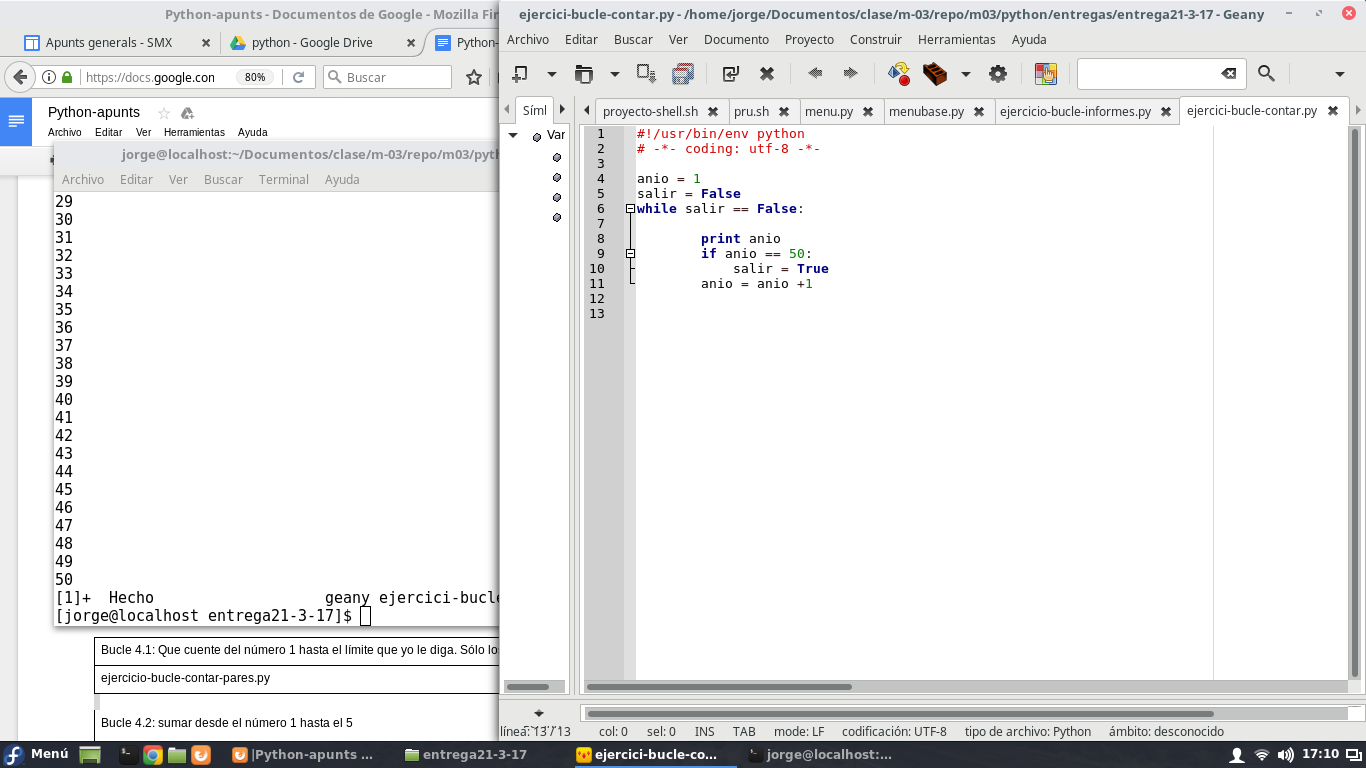 Python-apunts - Documentos de Google - Mozilla Fir
Apunts generals - SMX
python - Google Drive
Python-
https://docs.google.con
80%
Buscar
Python-apunts
Archivo Editar Ver Herramientas Ayuda
jorge@localhost:~/Documentos/clase/m-03/repo/m03/pyth
Archivo Editar Ver Buscar Terminal Ayuda
29
30
31
32
33
34
35
36
37
38
39
40
41
42
43
44
45
46
47
48
49
50
[1]+  Hecho                   geany ejercici-bucle
[jorge@localhost entrega21-3-17]$
Bucle 4.1: Que cuente del número 1 hasta el límite que yo le diga. Sólo lo
ejercicio-bucle-contar-pares.py
Bucle 4.2: sumar desde el número 1 hasta el 5
ejercici-bucle-contar.py - /home/jorge/Documentos/clase/m-03/repo/m03/python/entregas/entrega21-3-17 - Geany
Archivo Editar Buscar Ver Documento Proyecto Construir Herramientas Ayuda
Síml
proyecto-shell.sh
pru.sh
menu.py
menubase.py
ejercicio-bucle-informes.py
ejercici-bucle-contar.py
Var
1 #!/usr/bin/env python
2 # -*- coding: utf-8 -*-
3
4 anio = 1
5 salir = False
6 while salir == False:
7
8         print anio
9         if anio == 50:
10             salir = True
11         anio = anio +1
12
13
línea: 13 / 13 col: 0 sel: 0 INS TAB mode: LF codificación: UTF-8 tipo de archivo: Python ámbito: desconocido
Menú
|Python-apunts ...
entrega21-3-17
ejercici-bucle-co...
jorge@localhost:...
17:10